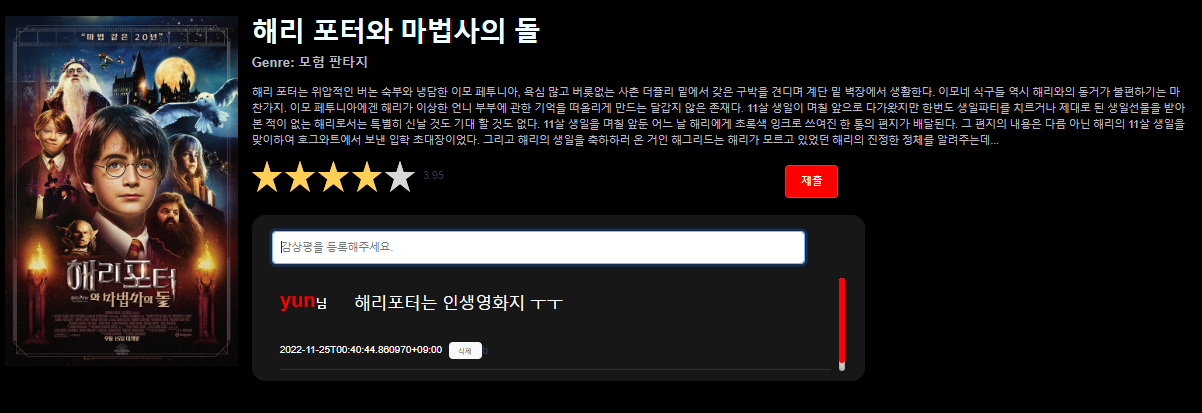 해리 포터와 마법사의 돌
Genre: 모험 판타지
해리 포터는 위압적인 버논 숙부와 냉담한 이모 페투니아, 욕심 많고 버릇없는 사촌 더즐리 밑에서 갖은 구박을 견디며 계단 밑 벽장에서 생활한다. 이모네 식구들 역시 해리와의 동거가 불편하기는 마
찬가지. 이모 페투니아에겐 해리가 이상한 언니 부부에 관한 기억을 떠올리게 만드는 달갑지 않은 존재다. 11살 생일이 며칠 앞으로 다가왔지만 한번도 생일파티를 치르거나 제대로 된 생일선물을 받아
본 적이 없는 해리로서는 특별히 신날 것도 기대 할 것도 없다. 11살 생일을 며칠 앞둔 어느 날 해리에게 초록색 잉크로 쓰여진 한 통의 편지가 배달된다. 그 편지의 내용은 다름 아닌 해리의 11살 생일을
맞이하여 호그와트에서 보낸 입학 초대장이었다. 그리고 해리의 생일을 축하하러 온 거인 해그리드는 해리가 모르고 있었던 해리의 진정한 정체를 알려주는데...
3.95
제출
감상평을 등록해주세요.
yun님 해리포터는 인생영화지 ㅜㅜ
2022-11-25T00:40:44.860970+09:00 삭제 0
"마법 같은 20년"
해리포터
와 마법사의 돌